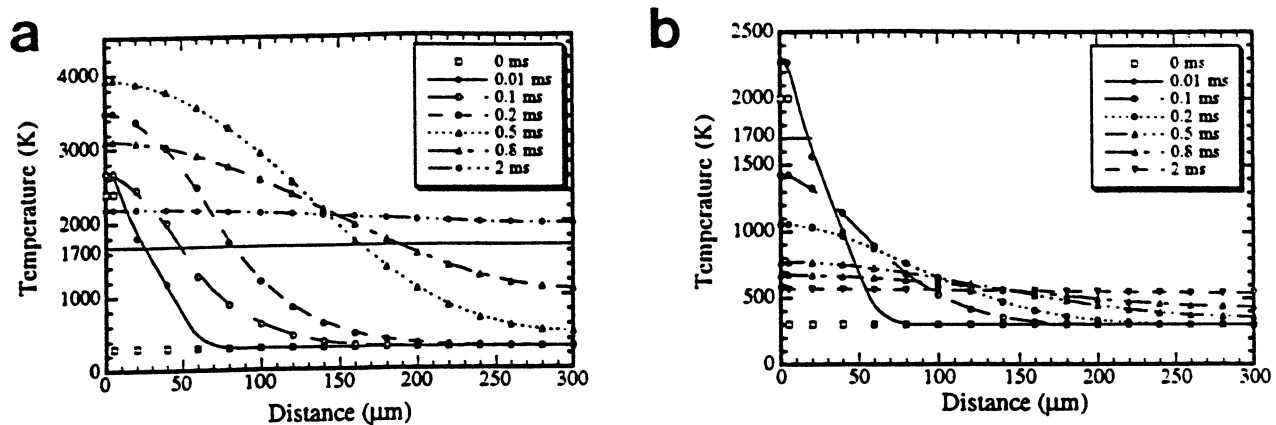 a
4000
3000
2000
1700
1000
0
0
50
100
150
200
250
300
Temperature (K)
Distance (μm)
0 ms
0.01 ms
0.1 ms
0.2 ms
0.5 ms
0.8 ms
2 ms
b
2500
2000
1700
1500
1000
500
0
0
50
100
150
200
250
300
Temperature (K)
Distance (μm)
0 ms
0.01 ms
0.1 ms
0.2 ms
0.5 ms
0.8 ms
2 ms